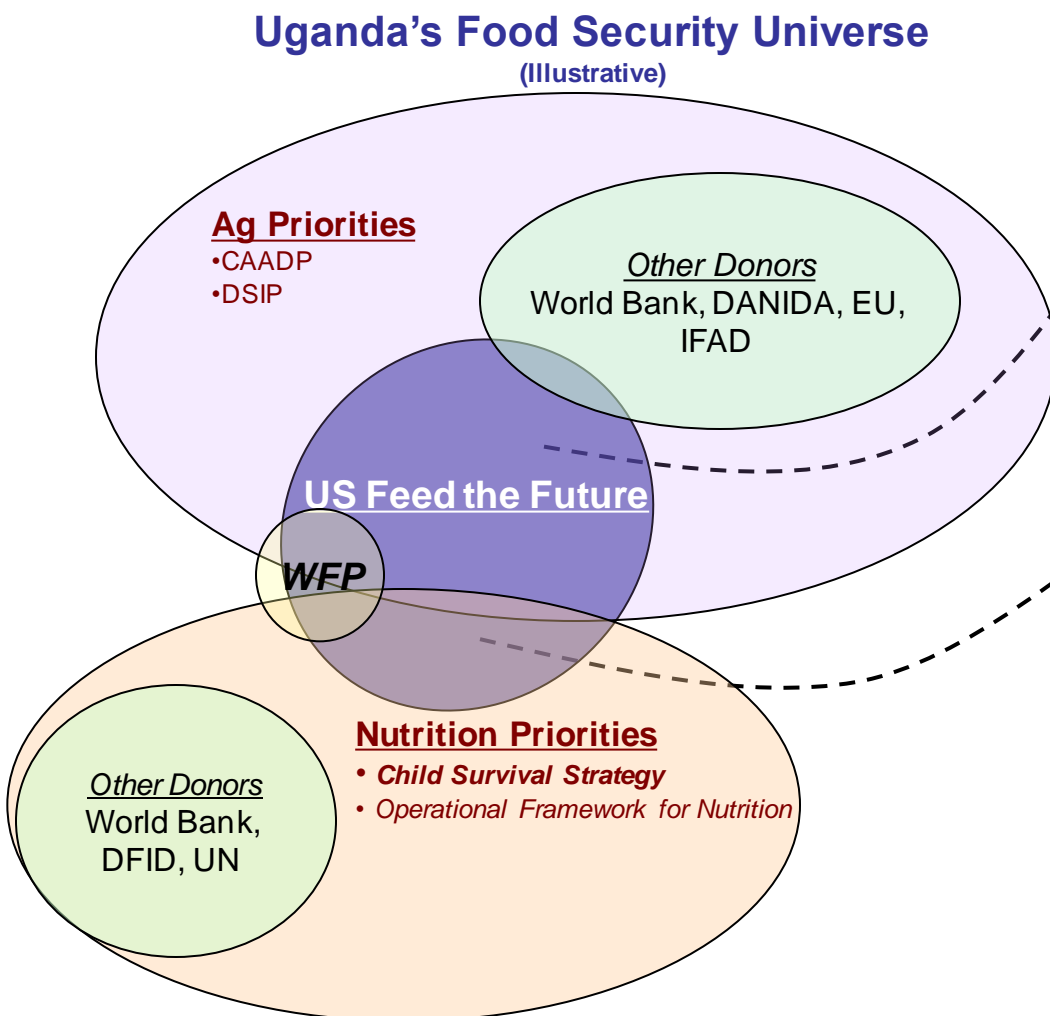 Uganda's Food Security Universe
(Illustrative)
Ag Priorities
•CAADP
•DSIP
Other Donors
World Bank, DANIDA, EU,
IFAD
US Feed the Future
WFP
Nutrition Priorities
• Child Survival Strategy
• Operational Framework for Nutrition
Other Donors
World Bank,
DFID, UN